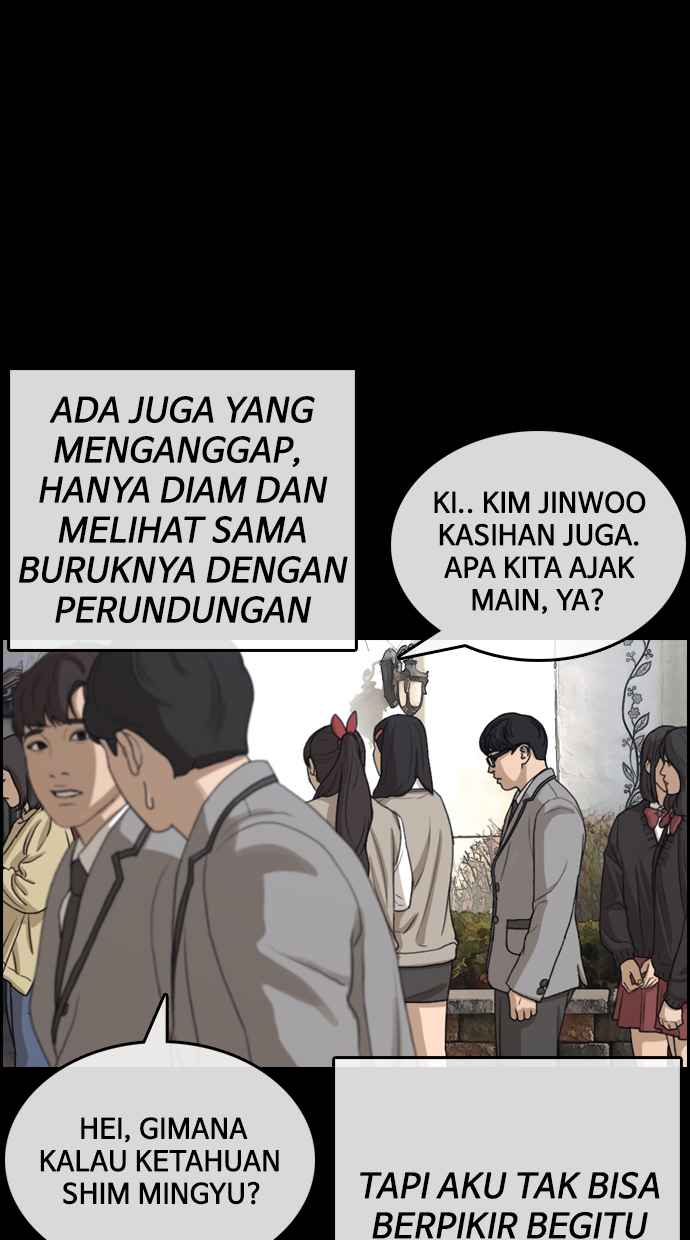 ADA JUGA YANG
MENGANGGAP,
HANYA DIAM DAN
MELIHAT SAMA
BURUKNYA DENGAN
PERUNDUNGAN
KI.. KIM JINWOO
KASIHAN JUGA.
APA KITA AJAK
MAIN, YA?
HEI, GIMANA
KALAU KETAHUAN
SHIM MINGYU?
TAPI AKU TAK BISA
BERPIKIR BEGITU